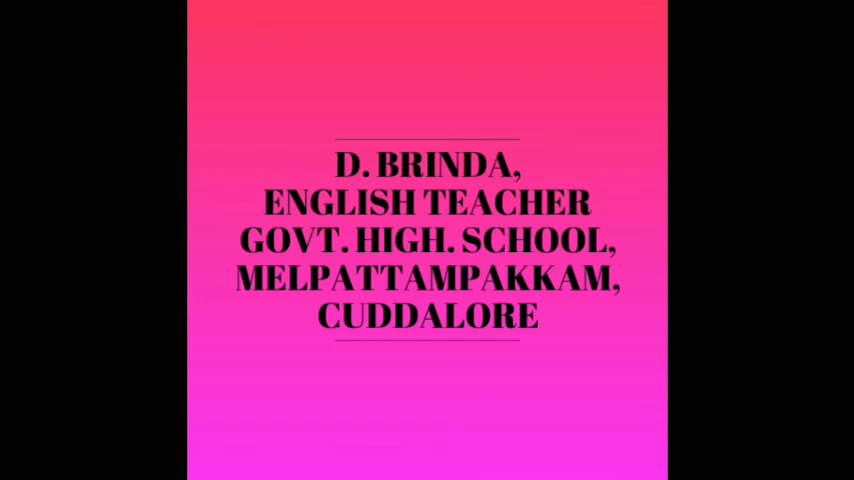 D. BRINDA,
ENGLISH TEACHER
GOVT. HIGH. SCHOOL,
MELPATTAMPAKKAM,
CUDDALORE